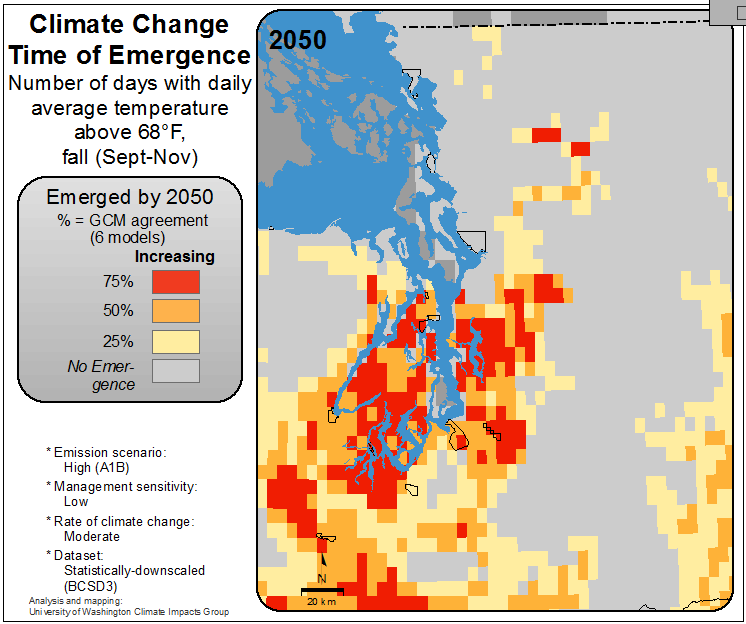 Climate Change
Time of Emergence
Number of days with daily
average temperature
above 68°F,
fall (Sept-Nov)
Emerged by 2050
% = GCM agreement
(6 models)
Increasing
75%
50%
25%
No Emer-
gence
* Emission scenario:
High (A1B)
* Management sensitivity:
Low
* Rate of climate change:
Moderate
* Dataset:
Statistically-downscaled
(BCSD3)
Analysis and mapping:
University of Washington Climate Impacts Group
2050
N
20 km